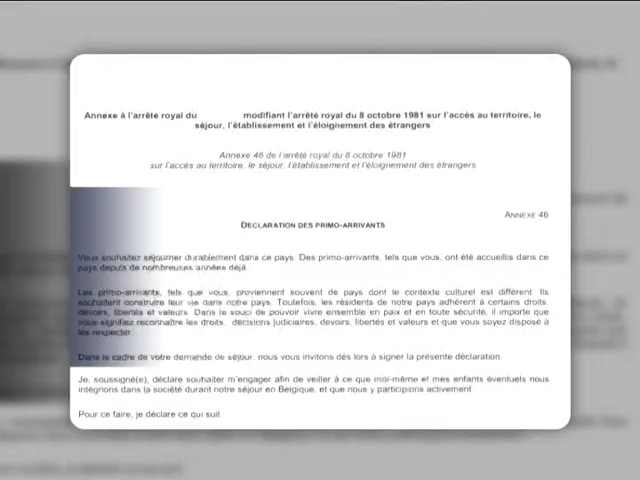 Annexe à l'arrêté royal du modifiant l'arrêté royal du 8 octobre 1981 sur l'accès au territoire, le
séjour, l'établissement et l'éloignement des étrangers
Annexe 46 de l'arrêté royal du 8 octobre 1981
sur l'accès au territoire, le séjour, l'établissement et l'éloignement des étrangers
ANNEXE 46
DECLARATION DES PRIMO-ARRIVANTS
Vous souhaitez séjourner durablement dans ce pays. Des primo-arrivants, tels que vous, ont été accueillis dans ce
pays depuis de nombreuses années déjà.
Les primo-arrivants, tels que vous, proviennent souvent de pays dont le contexte culturel est différent. Ils
souhaitent construire leur vie dans notre pays. Toutefois, les résidents de notre pays adhèrent à certains droits,
devoirs, libertés et valeurs. Dans le souci de pouvoir vivre ensemble en paix et en toute sécurité, il importe que
vous signifiez reconnaître les droits, décisions judiciaires, devoirs, libertés et valeurs et que vous soyez disposé à
les respecter.
Dans le cadre de votre demande de séjour, nous vous invitons dès lors à signer la présente déclaration.
Je, soussigné(e), déclare souhaiter m'engager afin de veiller à ce que moi-même et mes enfants éventuels nous
intégrions dans la société durant notre séjour en Belgique, et que nous y participions activement
Pour ce faire, je déclare ce qui suit